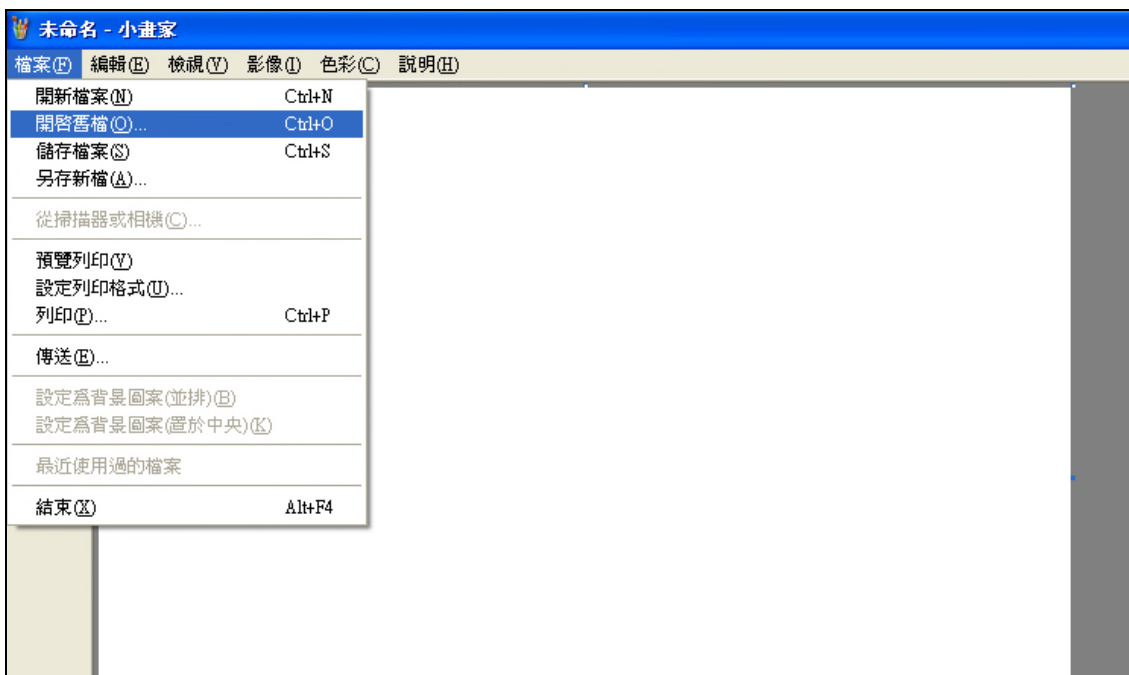 未命名 - 小畫家
檔案(F) 編輯(E) 檢視(V) 影像(I) 色彩(C) 說明(H)
開新檔案(N) Ctrl+N
開啓舊檔(O)... Ctrl+O
儲存檔案(S) Ctrl+S
另存新檔(A)...
從掃描器或相機(C)...
預覽列印(V)
設定列印格式(U)...
列印(P)... Ctrl+P
傳送(E)...
設定爲背景圖案(並排)(B)
設定爲背景圖案(置於中央)(K)
最近使用過的檔案
結束(X) Alt+F4